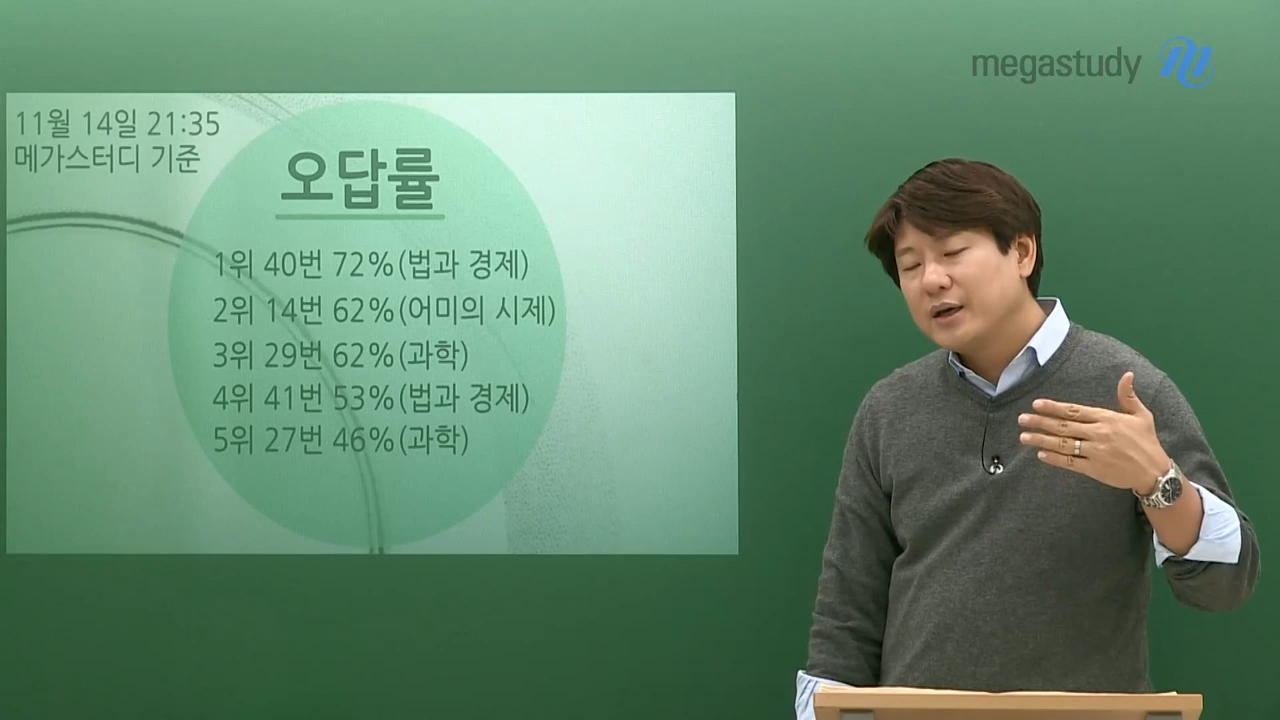 megastudy
11월 14일 21:35
메가스터디 기준
오답률
1위 40번 72%(법과 경제)
2위 14번 62%(어미의 시제)
3위 29번 62%(과학)
4위 41번 53%(법과 경제)
5위 27번 46%(과학)